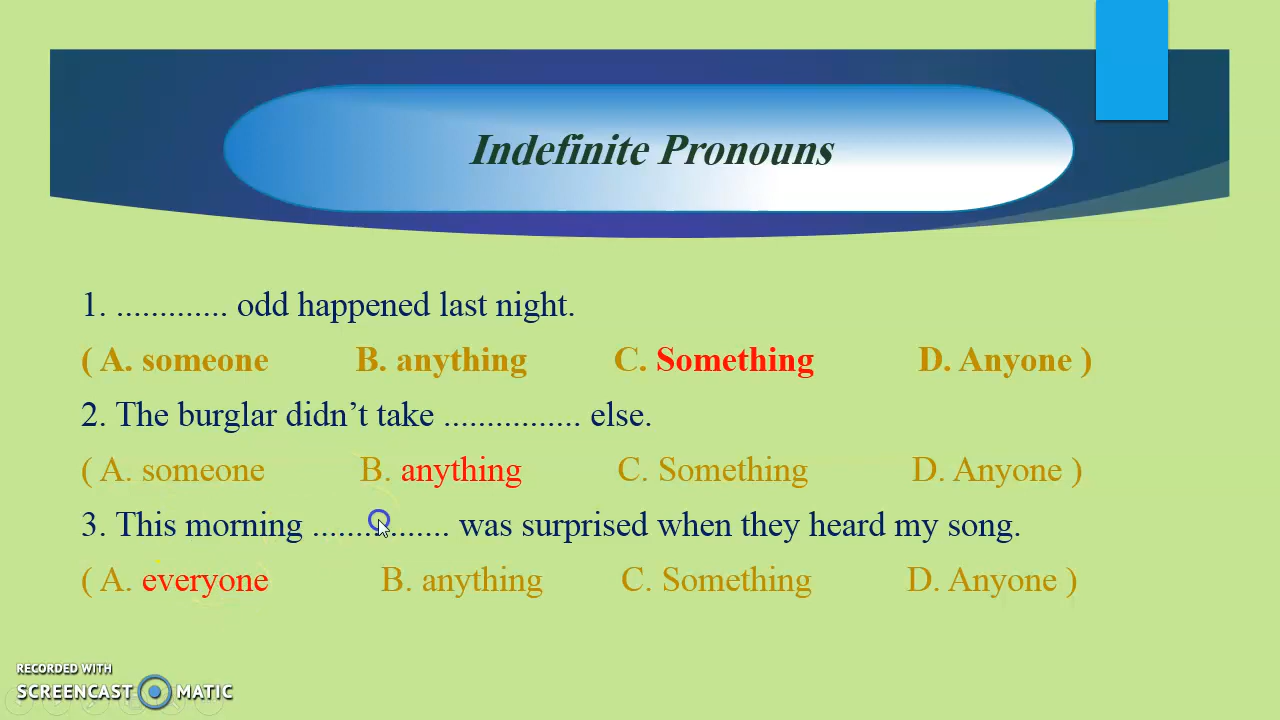 Indefinite Pronouns
1. ............. odd happened last night.
( A. someone B. anything C. Something D. Anyone )
2. The burglar didn’t take ................ else.
( A. someone B. anything C. Something D. Anyone )
3. This morning ................ was surprised when they heard my song.
( A. everyone B. anything C. Something D. Anyone )
RECORDED WITH
SCREENCAST MATIC